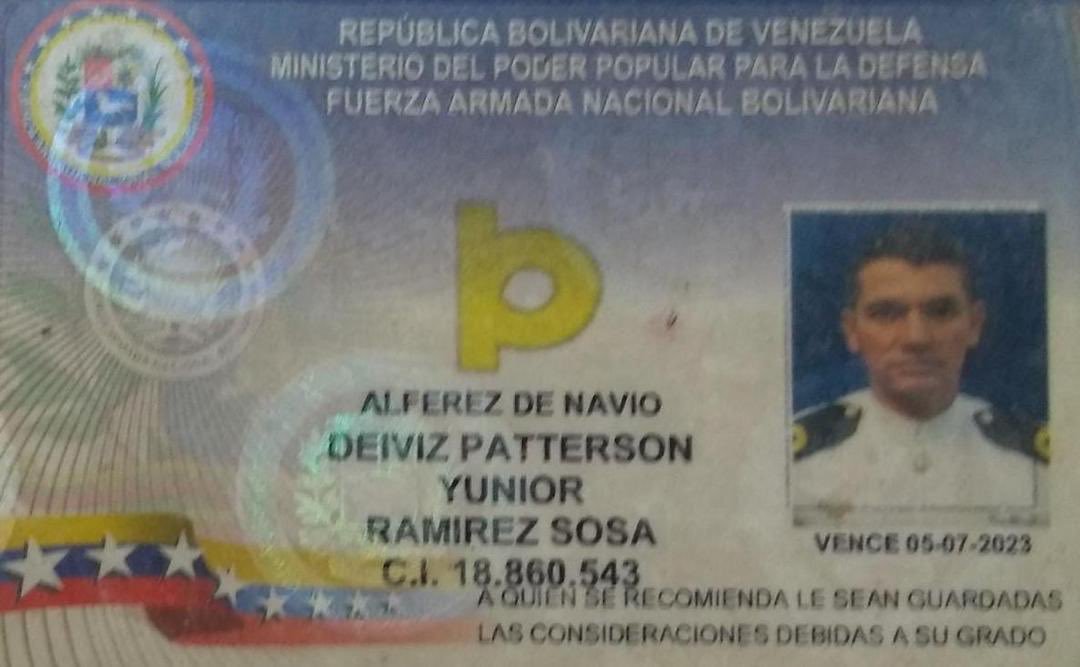 REPÚBLICA BOLIVARIANA DE VENEZUELA
MINISTERIO DEL PODER POPULAR PARA LA DEFENSA
FUERZA ARMADA NACIONAL BOLIVARIANA
p
ALFEREZ DE NAVIO
DEIVIZ PATTERSON
YUNIOR
RAMIREZ SOSA
C.I. 18.860.543
VENCE 05-07-2023
A QUIEN SE RECOMIENDA LE SEAN GUARDADAS
LAS CONSIDERACIONES DEBIDAS A SU GRADO